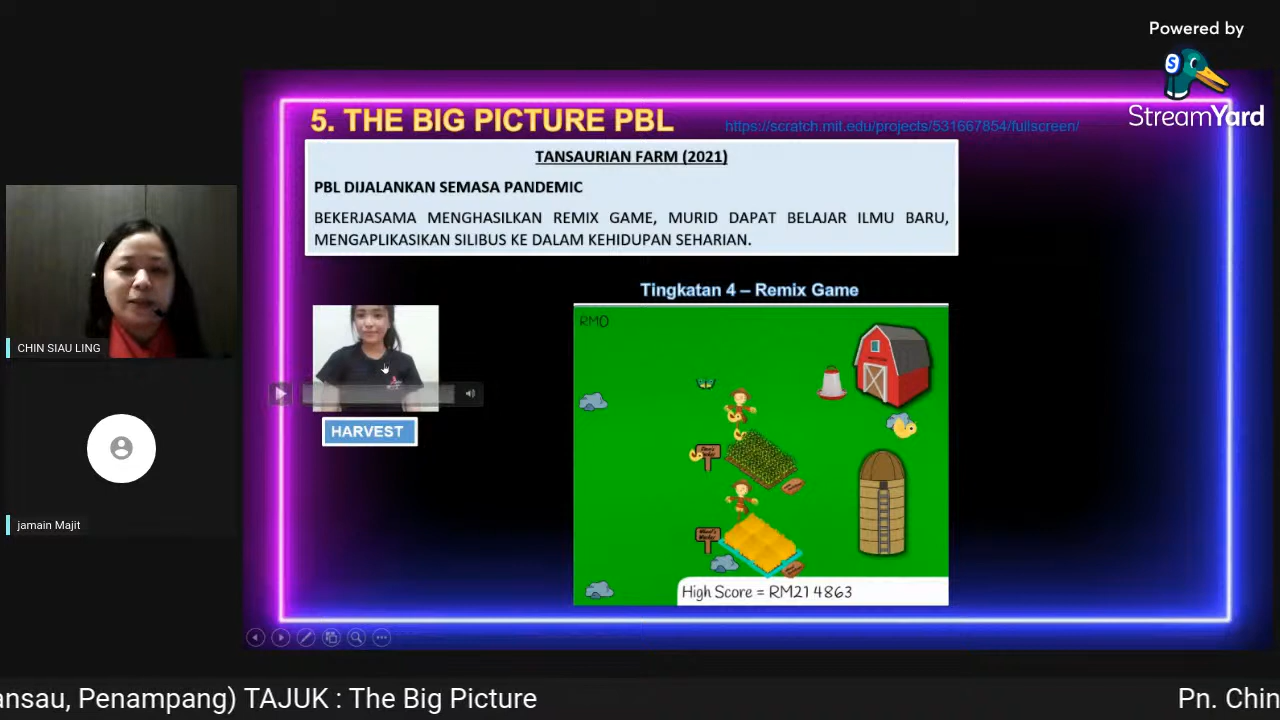 Powered by
StreamYard
5. THE BIG PICTURE PBL
https://scratch.mit.edu/projects/531667854/fullscreen/
TANSAURIAN FARM (2021)
PBL DIJALANKAN SEMASA PANDEMIC
BEKERJASAMA MENGHASILKAN REMIX GAME, MURID DAPAT BELAJAR ILMU BARU,
MENGAPLIKASIKAN SILIBUS KE DALAM KEHIDUPAN SEHARIAN.
Tingkatan 4 – Remix Game
RM0
CHIN SIAU LING
HARVEST
jamain Majit
High Score = RM214863
ansau, Penampang) TAJUK : The Big Picture
Pn. Chin